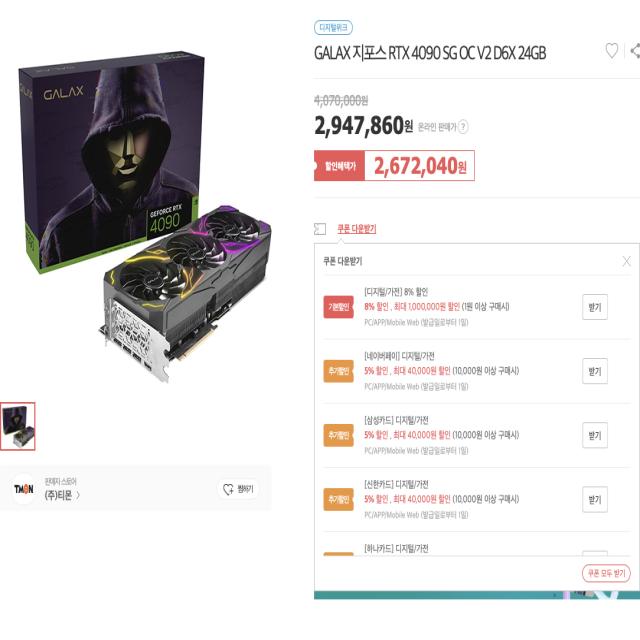 GALAX
GALAX
GEFORCE RTX
4090
TMON
판매자 스토어
(주)티몬 >
찜하기
디지털위크
GALAX 지포스 RTX 4090 SG OC V2 D6X 24GB
4,070,000원
2,947,860원 온라인 판매가 ?
할인혜택가 2,672,040원
쿠폰 다운받기
쿠폰 다운받기 X
기본할인
[디지털/가전] 8% 할인
8% 할인 , 최대 1,000,000원 할인 (1원 이상 구매시)
PC/APP/Mobile Web (발급일로부터 1일)
받기
추가할인
[네이버페이] 디지털/가전
5% 할인 , 최대 40,000원 할인 (10,000원 이상 구매시)
PC/APP/Mobile Web (발급일로부터 1일)
받기
추가할인
[삼성카드] 디지털/가전
5% 할인 , 최대 40,000원 할인 (10,000원 이상 구매시)
PC/APP/Mobile Web (발급일로부터 1일)
받기
추가할인
[신한카드] 디지털/가전
5% 할인 , 최대 40,000원 할인 (10,000원 이상 구매시)
PC/APP/Mobile Web (발급일로부터 1일)
받기
[하나카드] 디지털/가전
쿠폰 모두 받기